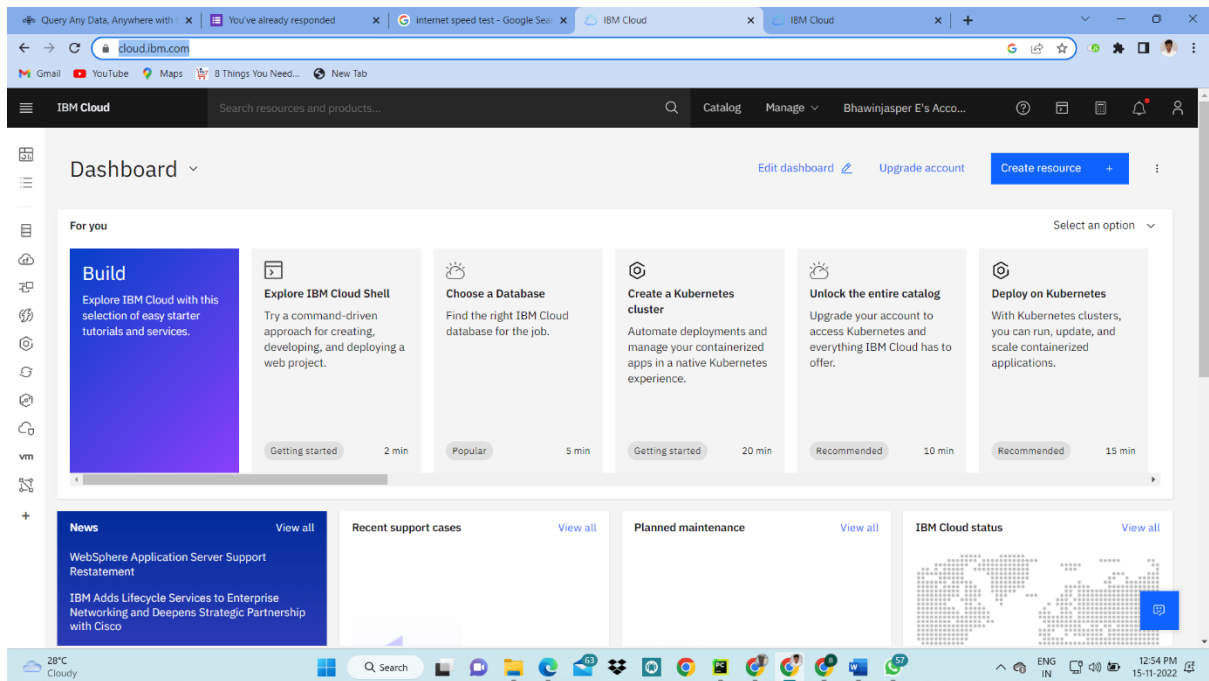 Query Any Data, Anywhere with
You've already responded
internet speed test - Google Sea
IBM Cloud
IBM Cloud
cloud.ibm.com
Gmail YouTube Maps 8 Things You Need... New Tab
IBM Cloud Search resources and products... Catalog Manage Bhawinjasper E's Acco...
Dashboard Edit dashboard Upgrade account Create resource +
For you Select an option
Build
Explore IBM Cloud with this
selection of easy starter
tutorials and services.
Explore IBM Cloud Shell
Try a command-driven
approach for creating,
developing, and deploying a
web project.
Getting started 2 min
Choose a Database
Find the right IBM Cloud
database for the job.
Popular 5 min
Create a Kubernetes
cluster
Automate deployments and
manage your containerized
apps in a native Kubernetes
experience.
Getting started 20 min
Unlock the entire catalog
Upgrade your account to
access Kubernetes and
everything IBM Cloud has to
offer.
Recommended 10 min
Deploy on Kubernetes
With Kubernetes clusters,
you can run, update, and
scale containerized
applications.
Recommended 15 min
vm
News View all
WebSphere Application Server Support
Restatement
IBM Adds Lifecycle Services to Enterprise
Networking and Deepens Strategic Partnership
with Cisco
Recent support cases View all
Planned maintenance View all
IBM Cloud status View all
28°C
Cloudy
Search
63
57
ENG
IN
12:54 PM
15-11-2022